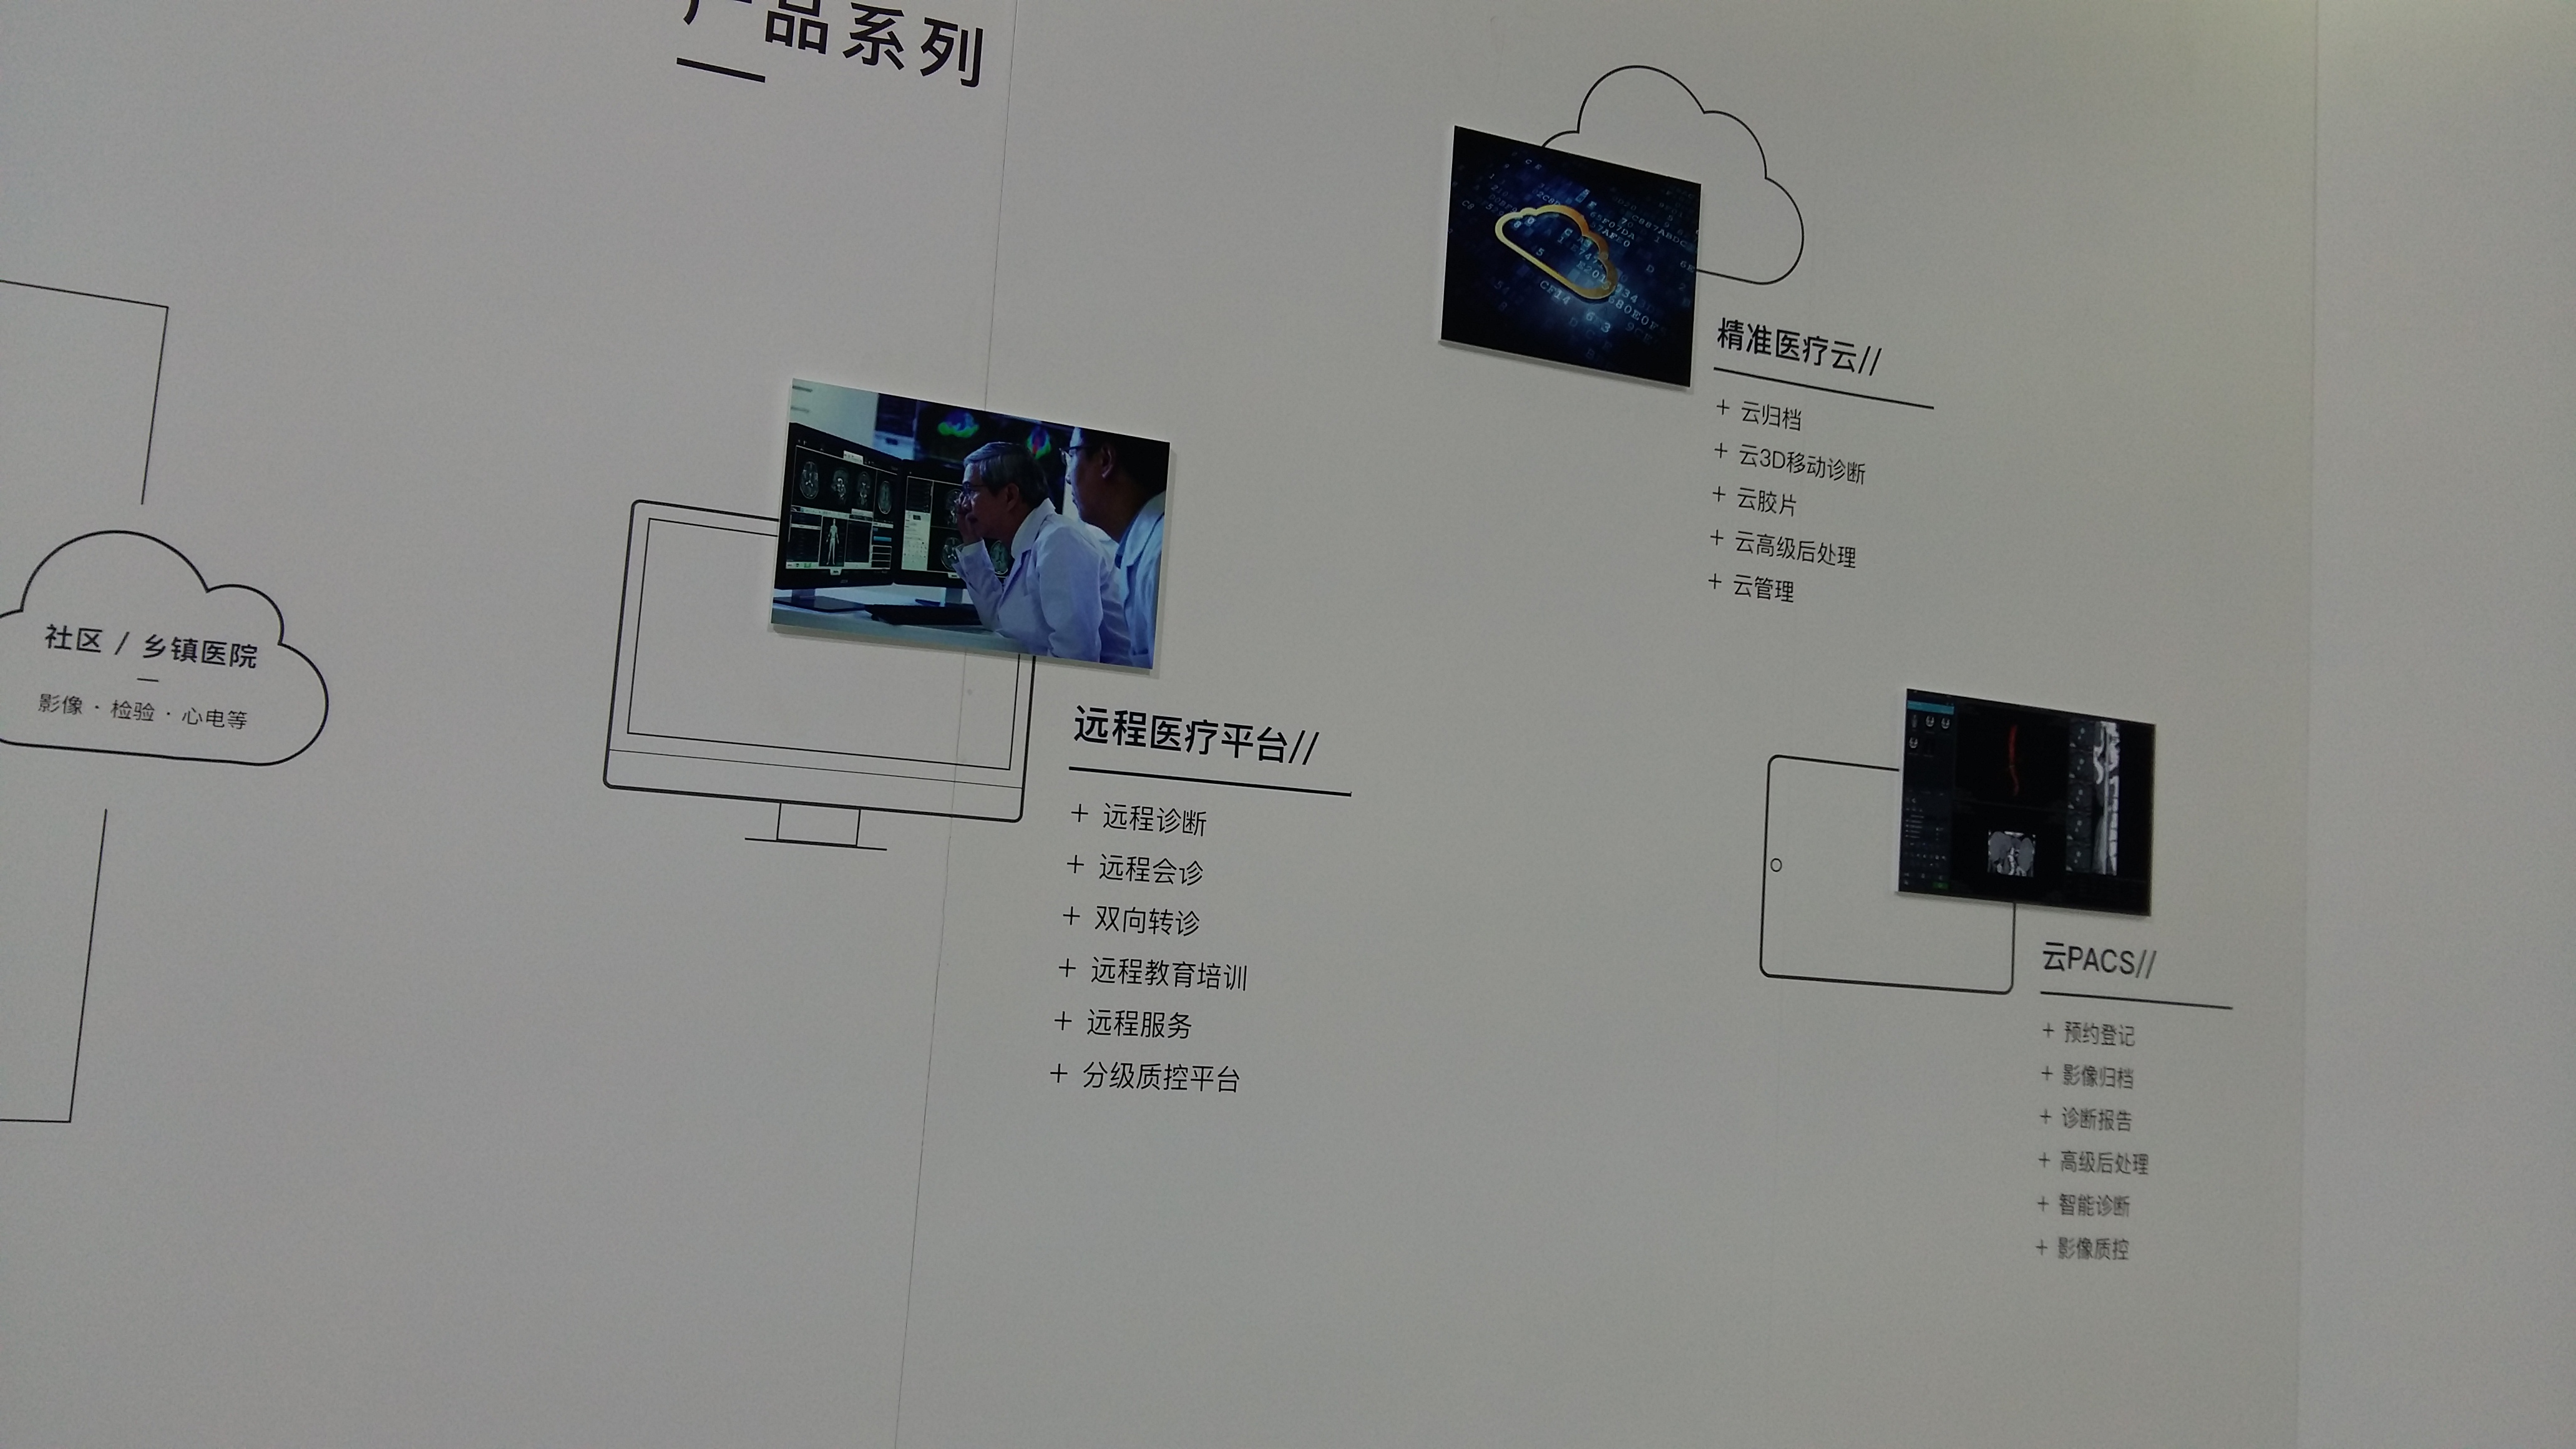 产品系列
社区 / 乡镇医院
影像 · 检验 · 心电等
远程医疗平台//
+ 远程诊断
+ 远程会诊
+ 双向转诊
+ 远程教育培训
+ 远程服务
+ 分级质控平台
精准医疗云//
+ 云归档
+ 云3D移动诊断
+ 云胶片
+ 云高级后处理
+ 云管理
云PACS//
+ 预约登记
+ 影像归档
+ 诊断报告
+ 高级后处理
+ 智能诊断
+ 影像质控